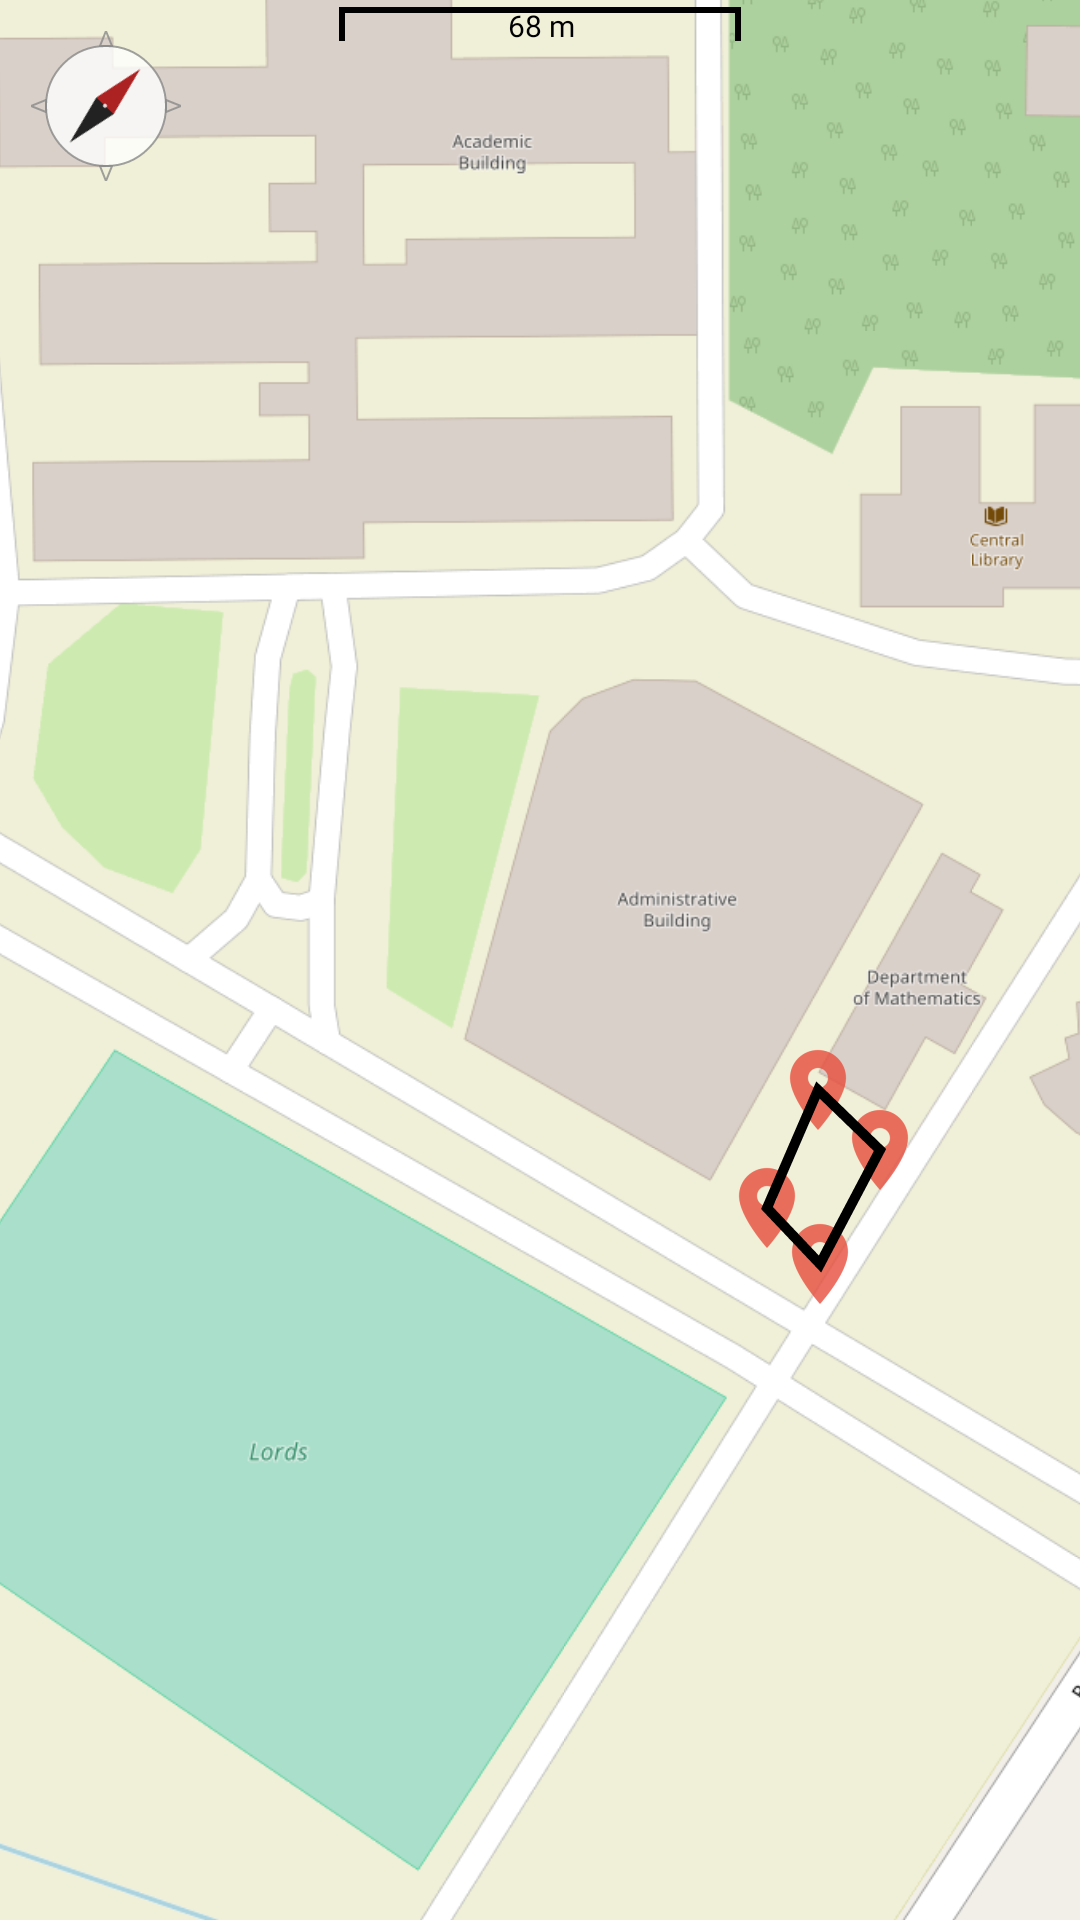 68 m
Academic
Building
Central
Library
Administrative
Building
Department
of Mathematics
Lords